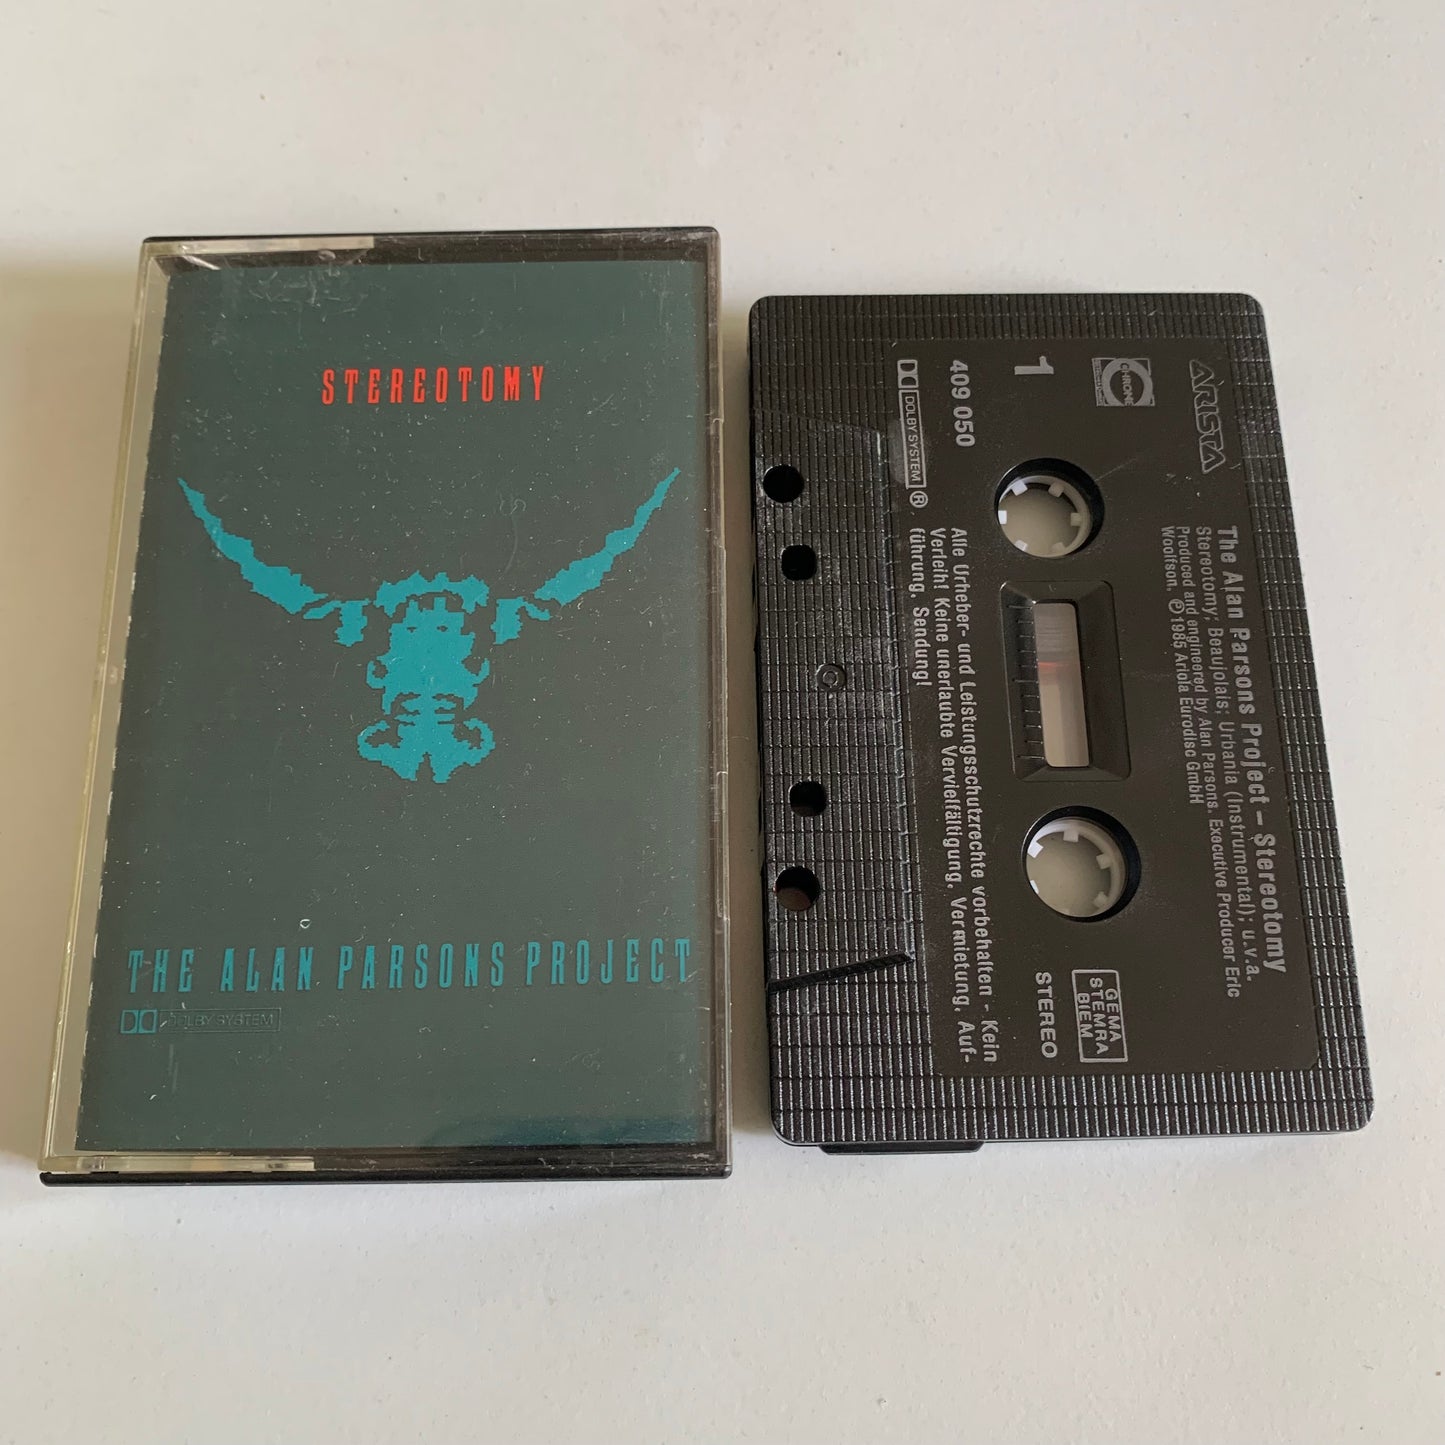 STEREOTOMY
THE ALAN PARSONS PROJECT
DOLBY SYSTEM
ARISTA
CHROME
1
409 050
DOLBY SYSTEM ®
The Alan Parsons Project – Stereotomy
Stereotomy; Beaujolais; Urbania (Instrumental); u.v.a.
Produced and engineered by Alan Parsons. Executive Producer Eric
Woolfson. ℗ 1985 Ariola Eurodisc GmbH
GEMA
STEMRA
BIEM
STEREO
Alle Urheber- und Leistungsschutzrechte vorbehalten - Kein
Verleih! Keine unerlaubte Vervielfältigung. Vermietung. Auf-
führung. Sendung!